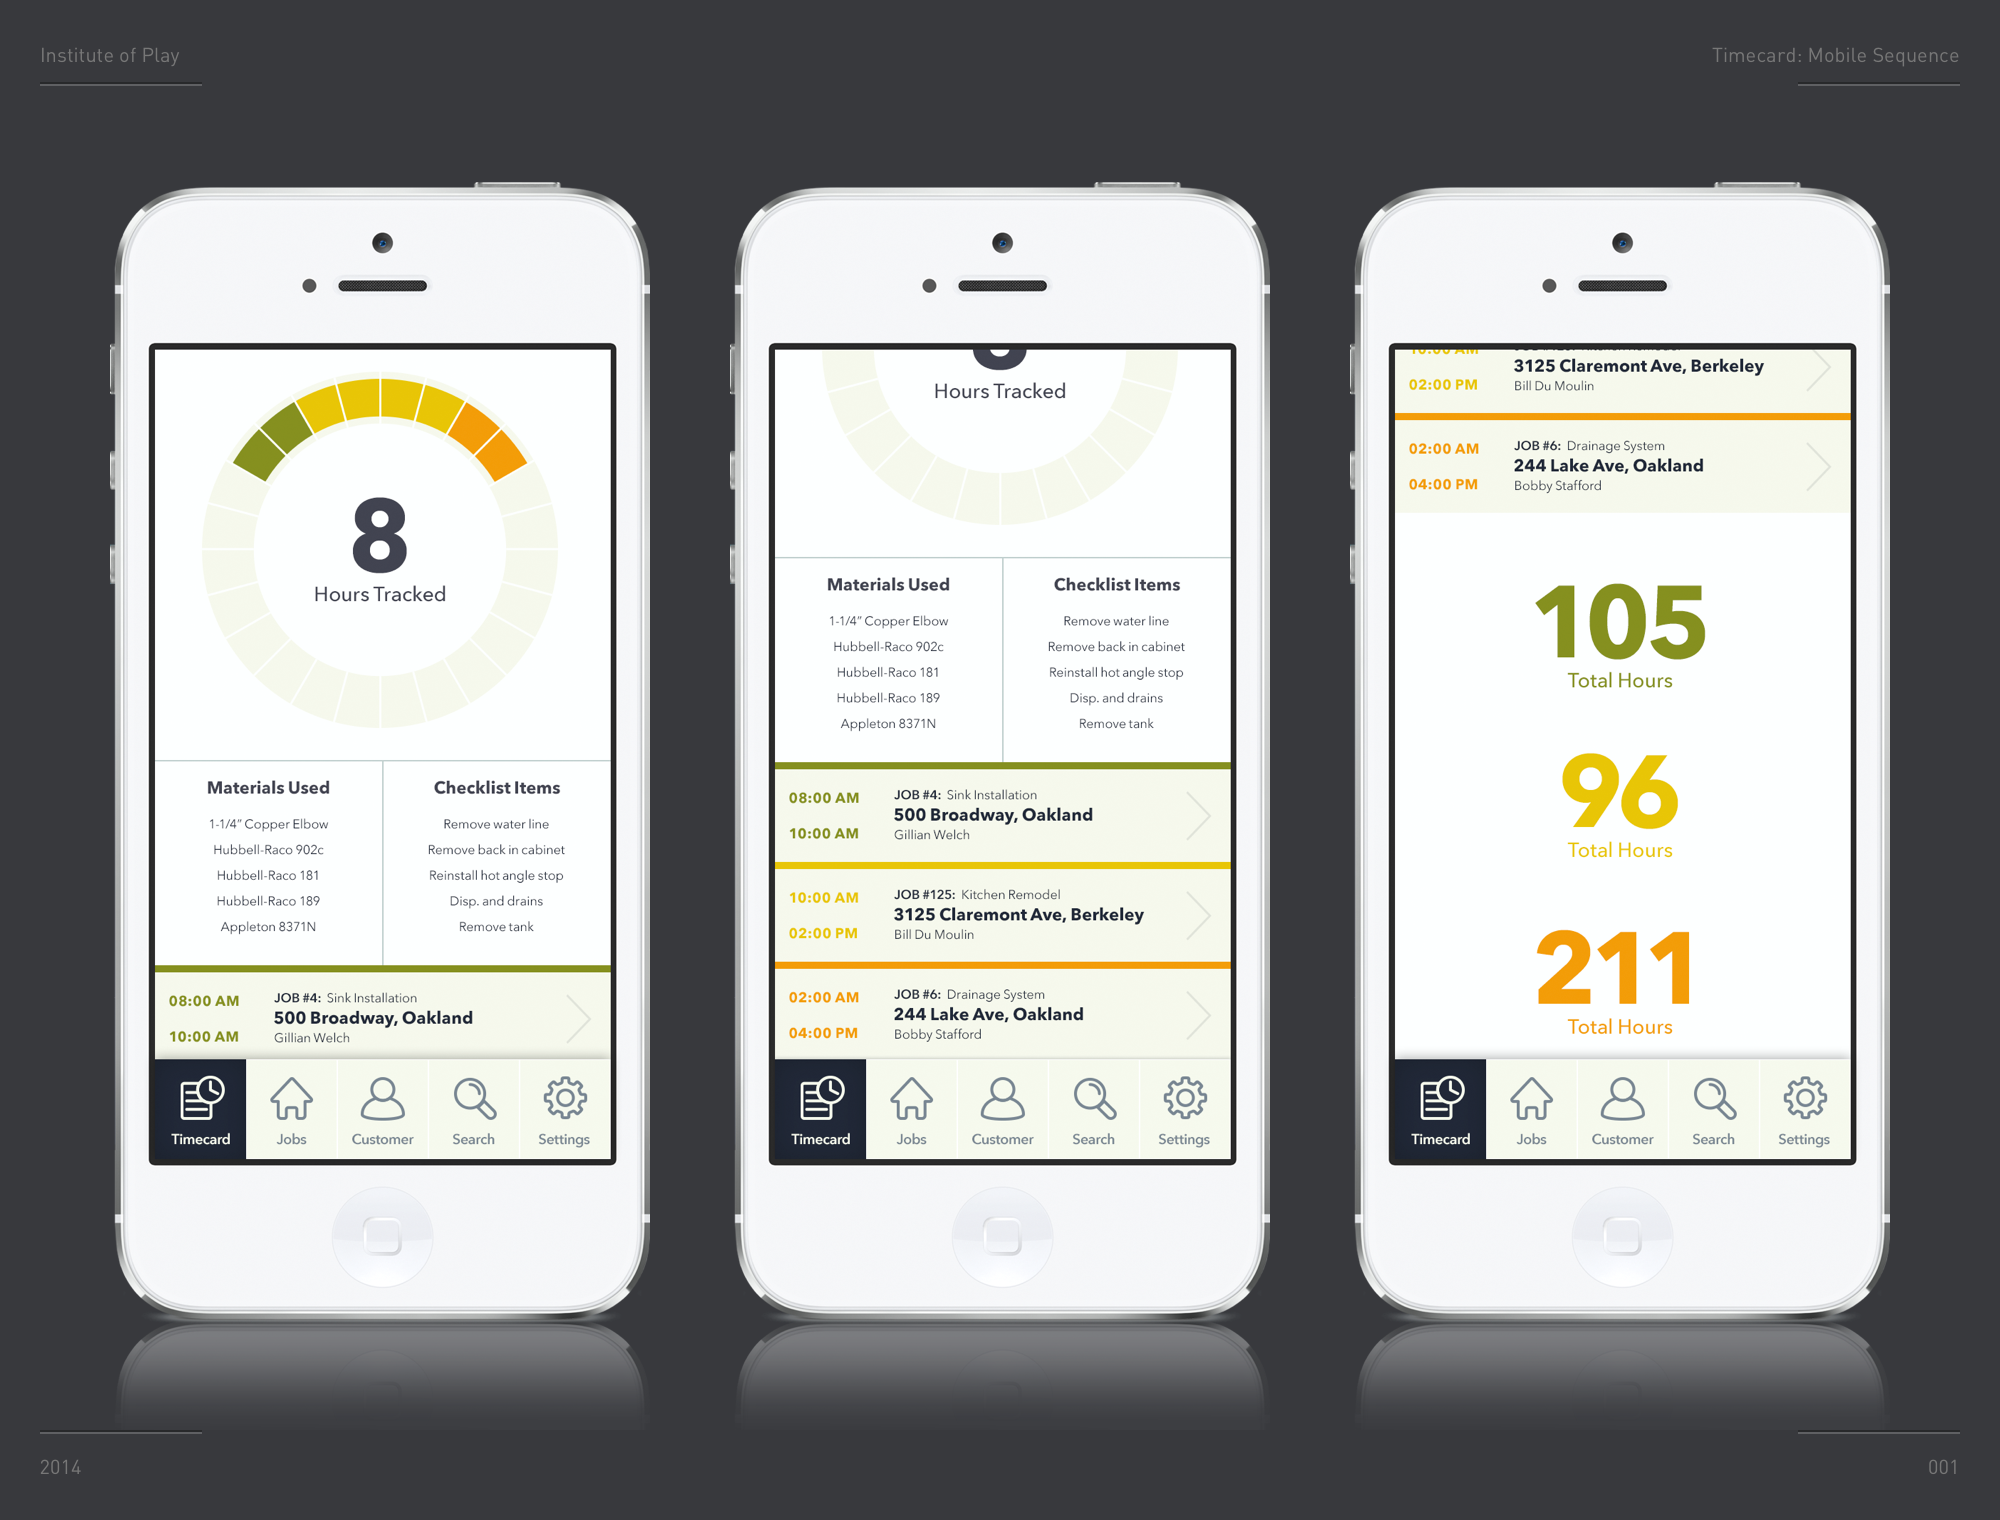 Institute of Play
Timecard: Mobile Sequence
8
Hours Tracked
Materials Used
1-1/4" Copper Elbow
Hubbell-Raco 902c
Hubbell-Raco 181
Hubbell-Raco 189
Appleton 8371N
Checklist Items
Remove water line
Remove back in cabinet
Reinstall hot angle stop
Disp. and drains
Remove tank
08:00 AM
10:00 AM
JOB #4: Sink Installation
500 Broadway, Oakland
Gillian Welch
Timecard
Jobs
Customer
Search
Settings
Hours Tracked
Materials Used
1-1/4" Copper Elbow
Hubbell-Raco 902c
Hubbell-Raco 181
Hubbell-Raco 189
Appleton 8371N
Checklist Items
Remove water line
Remove back in cabinet
Reinstall hot angle stop
Disp. and drains
Remove tank
08:00 AM
10:00 AM
JOB #4: Sink Installation
500 Broadway, Oakland
Gillian Welch
10:00 AM
02:00 PM
JOB #125: Kitchen Remodel
3125 Claremont Ave, Berkeley
Bill Du Moulin
02:00 AM
04:00 PM
JOB #6: Drainage System
244 Lake Ave, Oakland
Bobby Stafford
Timecard
Jobs
Customer
Search
Settings
02:00 PM
3125 Claremont Ave, Berkeley
Bill Du Moulin
02:00 AM
04:00 PM
JOB #6: Drainage System
244 Lake Ave, Oakland
Bobby Stafford
105
Total Hours
96
Total Hours
211
Total Hours
Timecard
Jobs
Customer
Search
Settings
2014
001